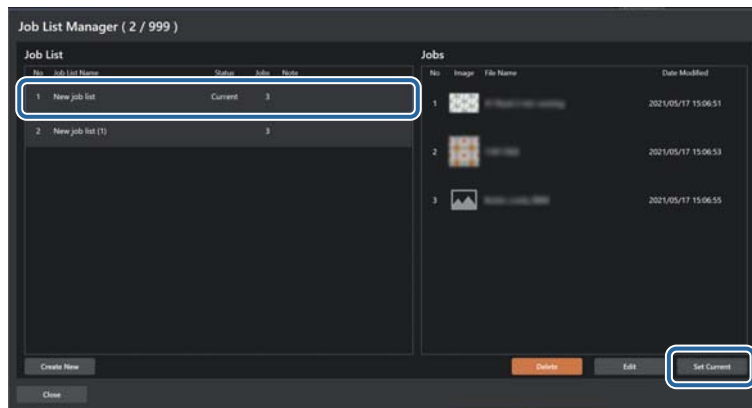 Job List Manager ( 2 / 999 )
Job List
No Job List Name Status Jobs Note
1 New job list Current 3
2 New job list (1) 3
Create New
Close
Jobs
No Image File Name Date Modified
1 2021/05/17 15:06:51
2 2021/05/17 15:06:53
3 2021/05/17 15:06:55
Delete Edit Set Current